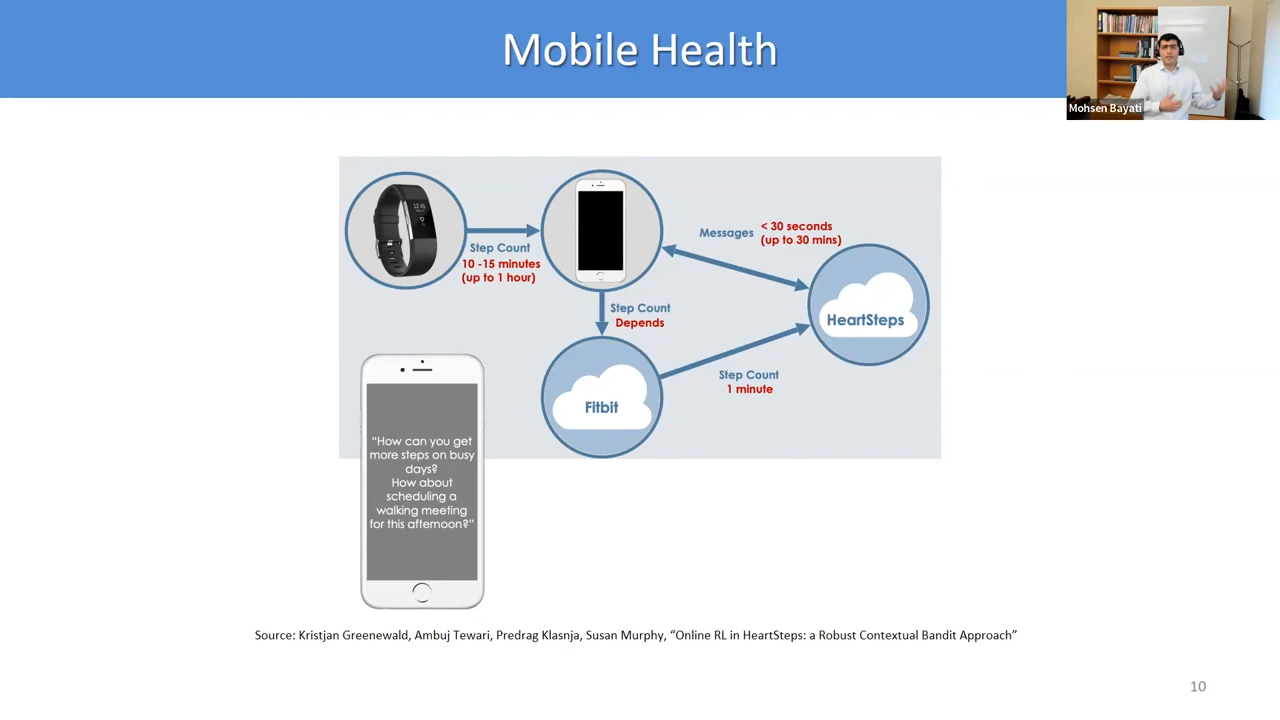 Mobile Health
Mohsen Bayati
Step Count
10 -15 minutes
(up to 1 hour)
Messages
< 30 seconds
(up to 30 mins)
Step Count
Depends
HeartSteps
Step Count
1 minute
Fitbit
"How can you get
more steps on busy
days?
How about
scheduling a
walking meeting
for this afternoon?"
Source: Kristjan Greenewald, Ambuj Tewari, Predrag Klasnja, Susan Murphy, “Online RL in HeartSteps: a Robust Contextual Bandit Approach”
10